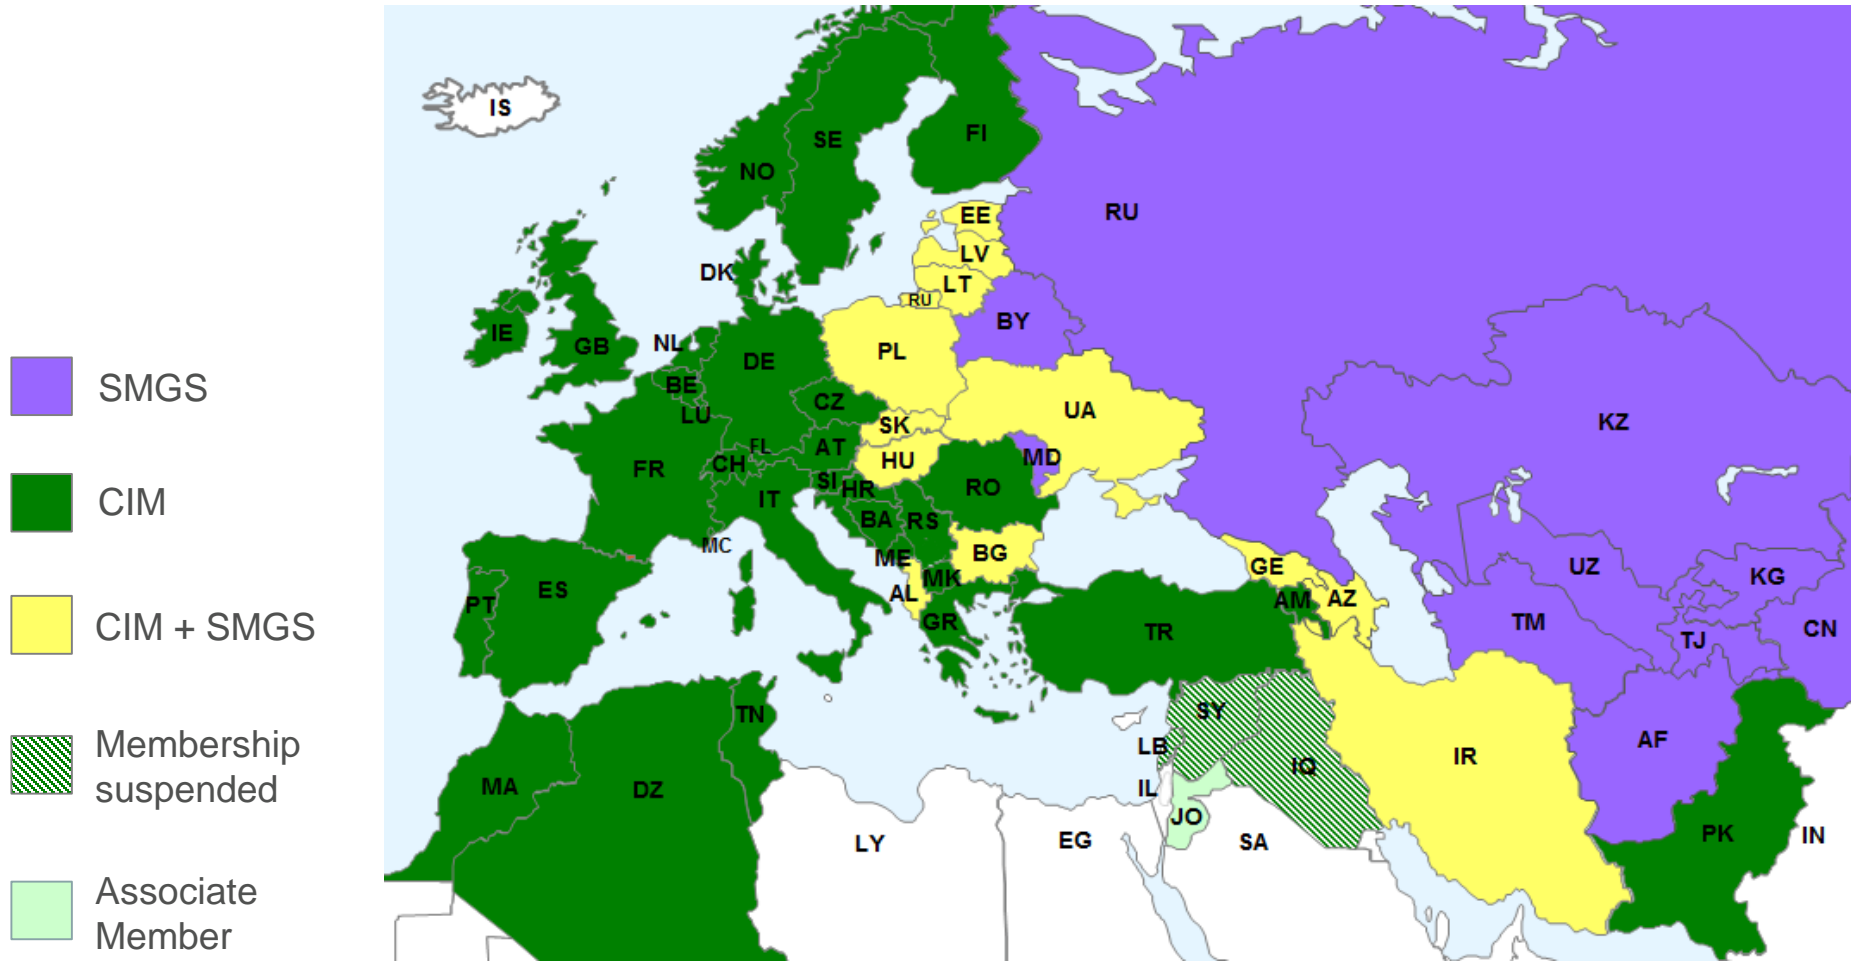 SMGS
CIM
CIM + SMGS
Membership
suspended
Associate
Member
IS
SE
FI
NO
RU
EE
DK
LV
LT
RU
BY
IE
GB
NL
DE
PL
BE
CZ
UA
LU
SK
KZ
FL
AT
FR
CH
HU
MD
SI
HR
RO
IT
BA
RS
MC
ME
BG
GE
UZ
KG
ES
MK
AL
AM
AZ
PT
GR
TR
TM
TJ
CN
TN
SY
LB
AF
IR
IQ
MA
DZ
IL
JO
LY
EG
SA
PK
IN